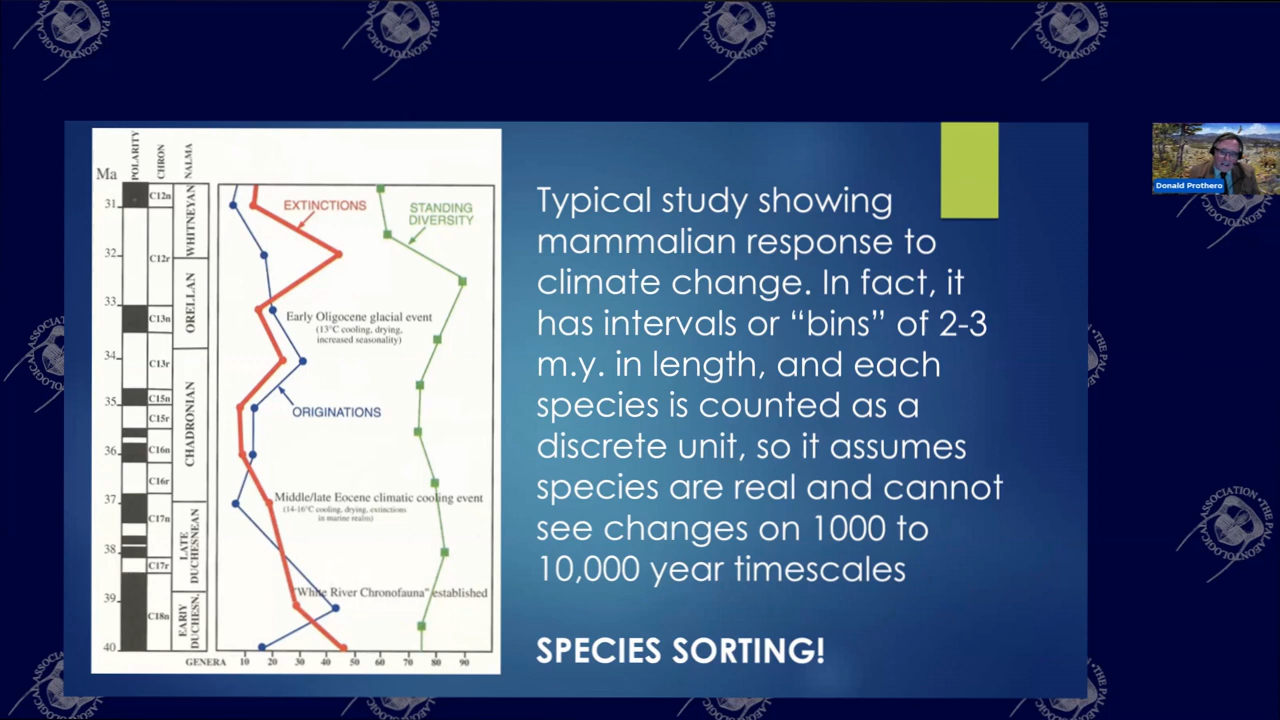 POLARITY
CHRON
NALMA
Ma
31
32
33
34
35
36
37
38
39
40
C12n
C12r
C13n
C13r
C15n
C15r
C16n
C16r
C17n
C17r
C18n
WHITNEYAN
ORELLAN
CHADRONIAN
LATE
DUCHESNEAN
EARLY
DUCHESN.
EXTINCTIONS
STANDING
DIVERSITY
Early Oligocene glacial event
(13°C cooling, drying,
increased seasonality)
ORIGINATIONS
Middle/late Eocene climatic cooling event
(14-16°C cooling, drying, extinctions
in marine realm)
"White River Chronofauna" established
GENERA 10 20 30 40 50 60 70 80 90
Typical study showing
mammalian response to
climate change. In fact, it
has intervals or “bins” of 2-3
m.y. in length, and each
species is counted as a
discrete unit, so it assumes
species are real and cannot
see changes on 1000 to
10,000 year timescales
SPECIES SORTING!
Donald Prothero
THE PALAEONTOLOGICAL
ASSOCIATION